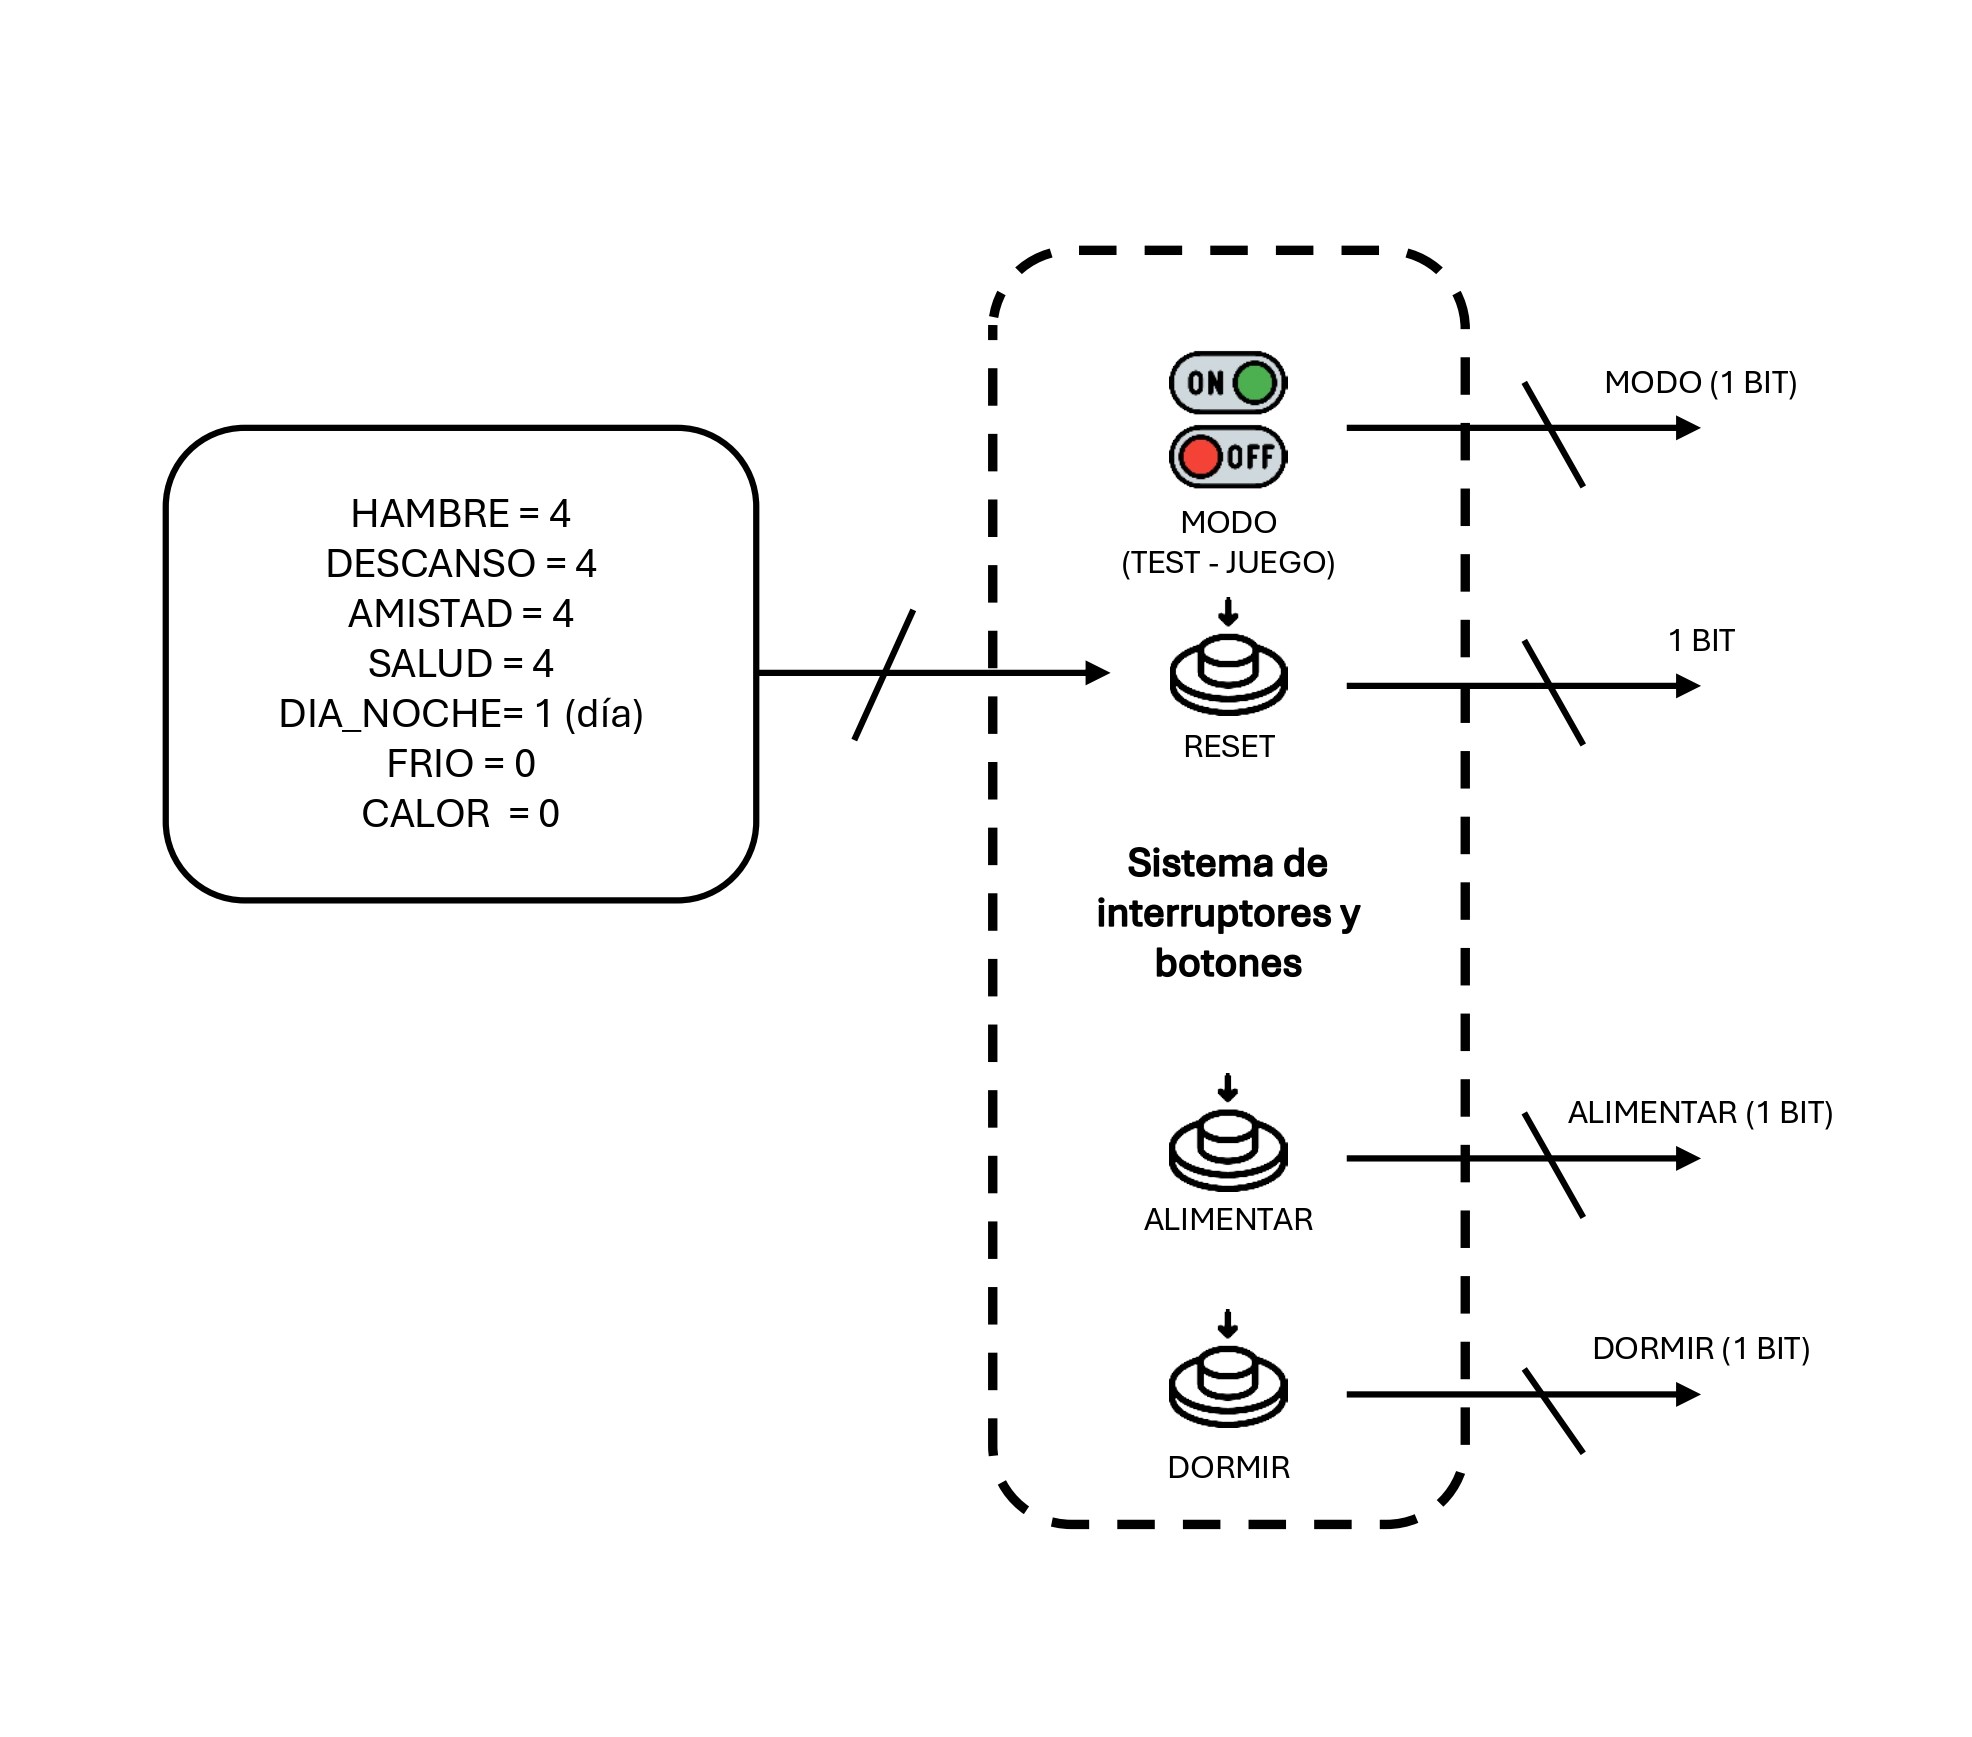 HAMBRE = 4
DESCANSO = 4
AMISTAD = 4
SALUD = 4
DIA_NOCHE= 1 (día)
FRIO = 0
CALOR  = 0
ON
OFF
MODO
(TEST - JUEGO)
RESET
Sistema de
interruptores y
botones
ALIMENTAR
DORMIR
MODO (1 BIT)
1 BIT
ALIMENTAR (1 BIT)
DORMIR (1 BIT)